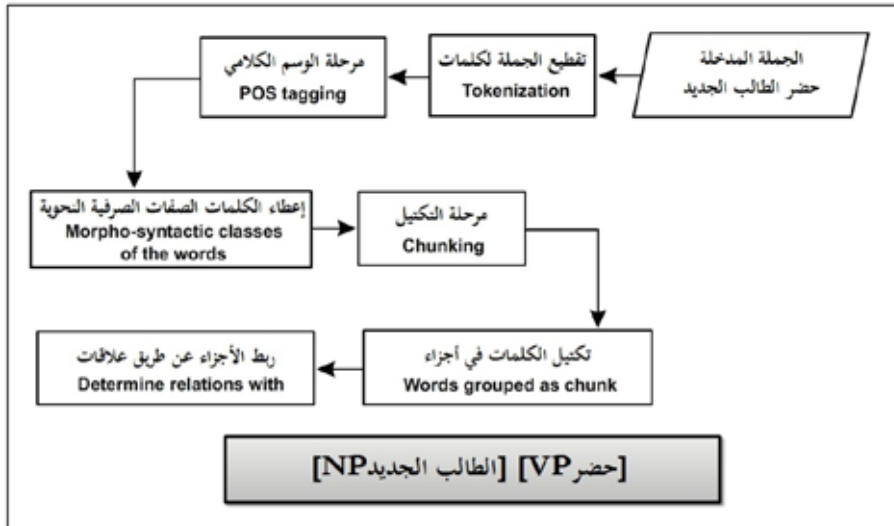 الجملة المدخلة
حضر الطالب الجديد
تقطيع الجملة لكلمات
Tokenization
مرحلة الوسم الكلامي
POS tagging
إعطاء الكلمات الصفات الصرفية النحوية
Morpho-syntactic classes
of the words
مرحلة التكتيل
Chunking
تكتيل الكلمات في أجزاء
Words grouped as chunk
ربط الأجزاء عن طريق علاقات
Determine relations with
[حضرVP] [الطالب الجديدNP]